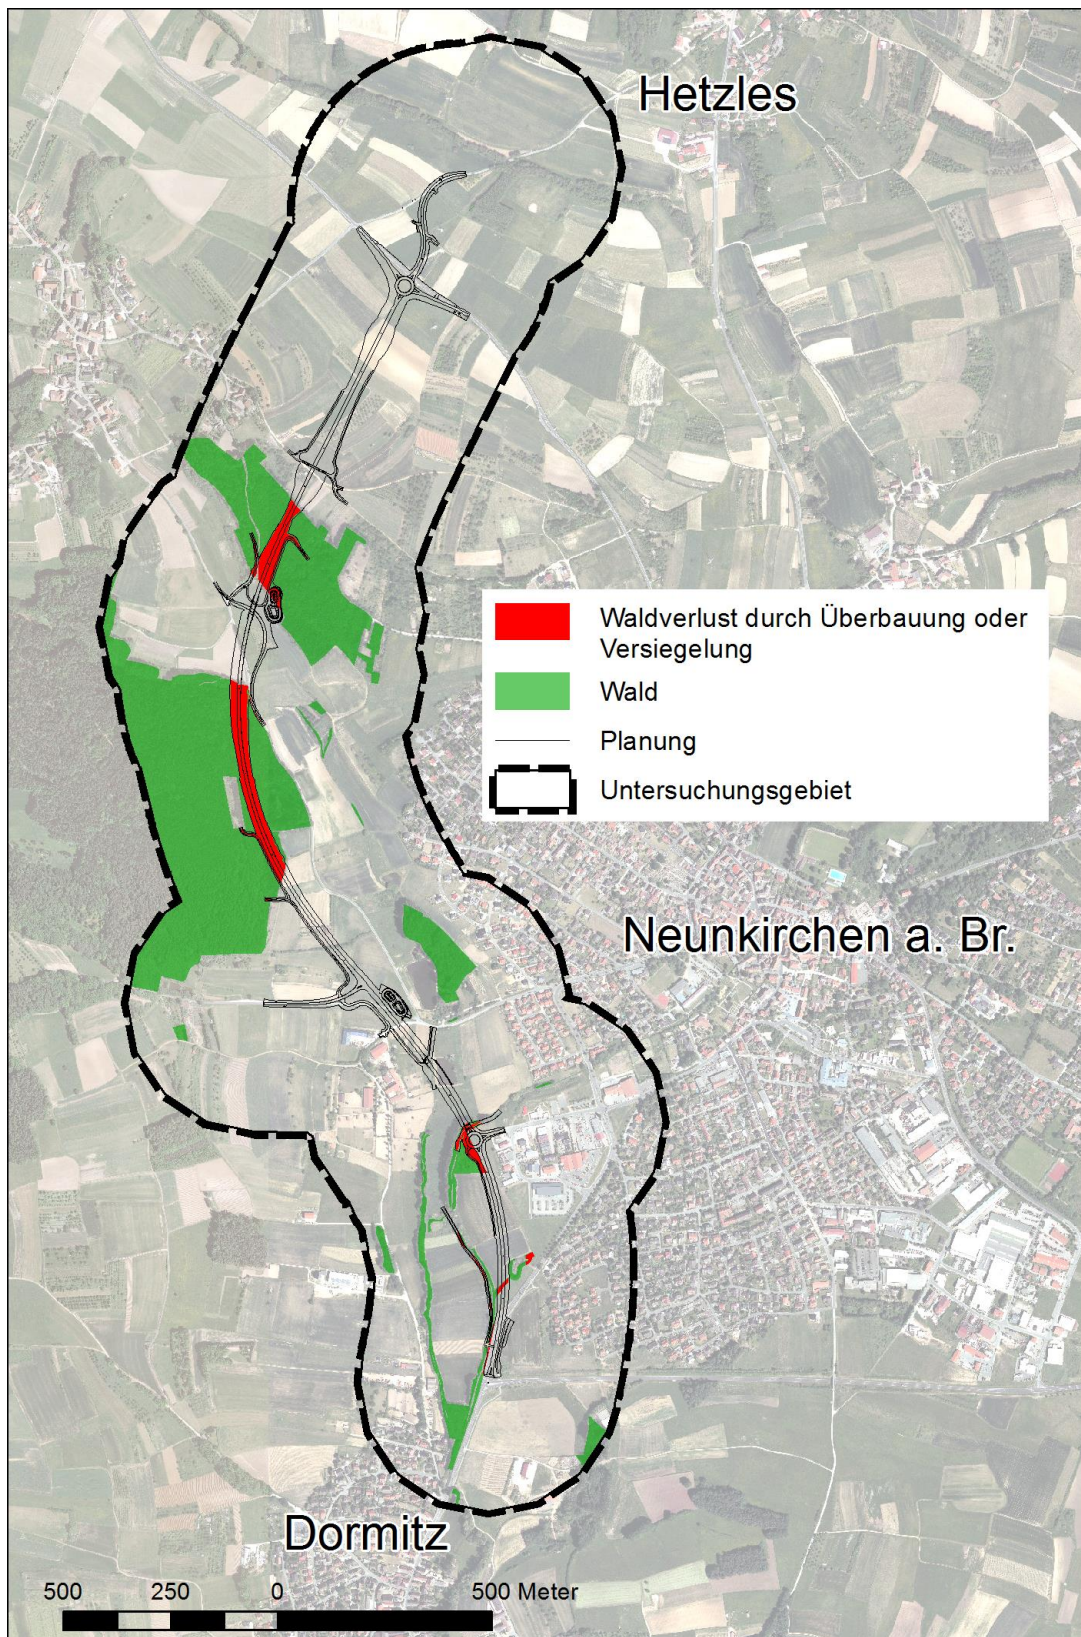 Hetzles
Waldverlust durch Überbauung oder
Versiegelung
Wald
Planung
Untersuchungsgebiet
Neunkirchen a. Br.
Dormitz
500 250 0 500 Meter